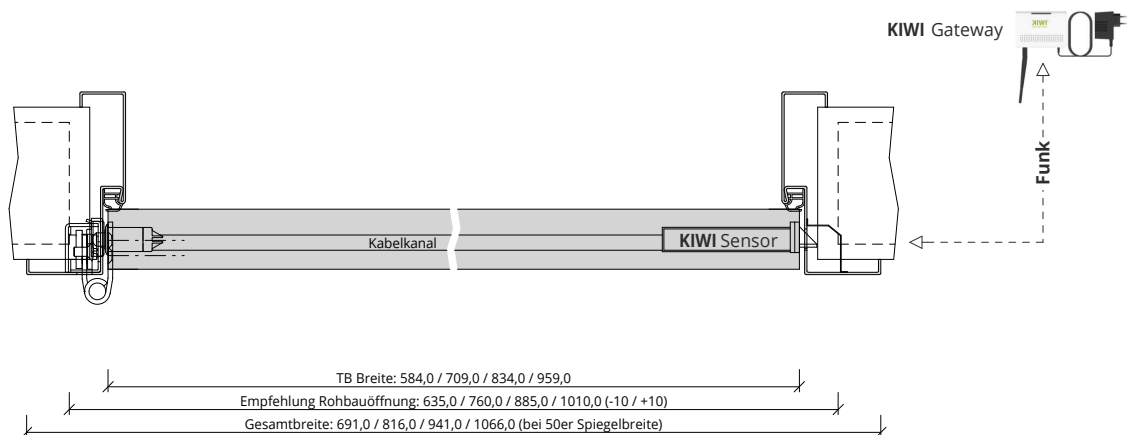 KIWI Gateway
KIWI
Funk
Kabelkanal
KIWI Sensor
TB Breite: 584,0 / 709,0 / 834,0 / 959,0
Empfehlung Rohbauöffnung: 635,0 / 760,0 / 885,0 / 1010,0 (-10 / +10)
Gesamtbreite: 691,0 / 816,0 / 941,0 / 1066,0 (bei 50er Spiegelbreite)